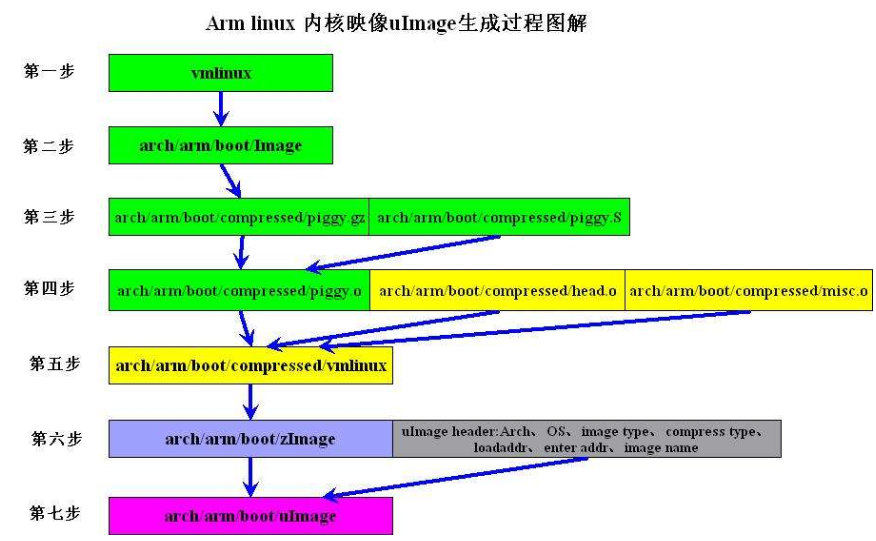 Arm linux 内核映像uImage生成过程图解
第一步
vmlinux
第二步
arch/arm/boot/Image
第三步
arch/arm/boot/compressed/piggy.gz
arch/arm/boot/compressed/piggy.S
第四步
arch/arm/boot/compressed/piggy.o
arch/arm/boot/compressed/head.o
arch/arm/boot/compressed/misc.o
第五步
arch/arm/boot/compressed/vmlinux
第六步
arch/arm/boot/zImage
uImage header:Arch、OS、image type、compress type、
loadaddr、enter addr、image name
第七步
arch/arm/boot/uImage